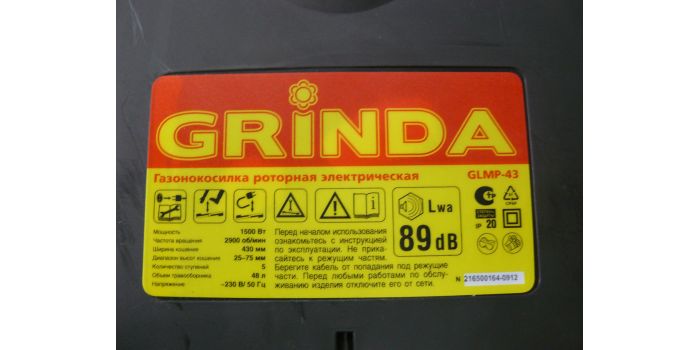 GRINDA
Газонокосилка роторная электрическая GLMP-43
Lwa
89 dB
IP 20
Мощность 1500 Вт
Частота вращения 2900 об/мин
Ширина кошения 430 мм
Диапазон высот кошения 25–75 мм
Количество ступеней 5
Объем травосборника 48 л
Напряжение ~230 В/ 50 Гц
Перед началом использования
ознакомьтесь с инструкцией
по эксплуатации. Не прика-
сайтесь к режущим частям.
Берегите кабель от попадания под режущие
части. Перед любыми работами по обслу-
живанию изделия отключите его от сети.
N 216500164-0912